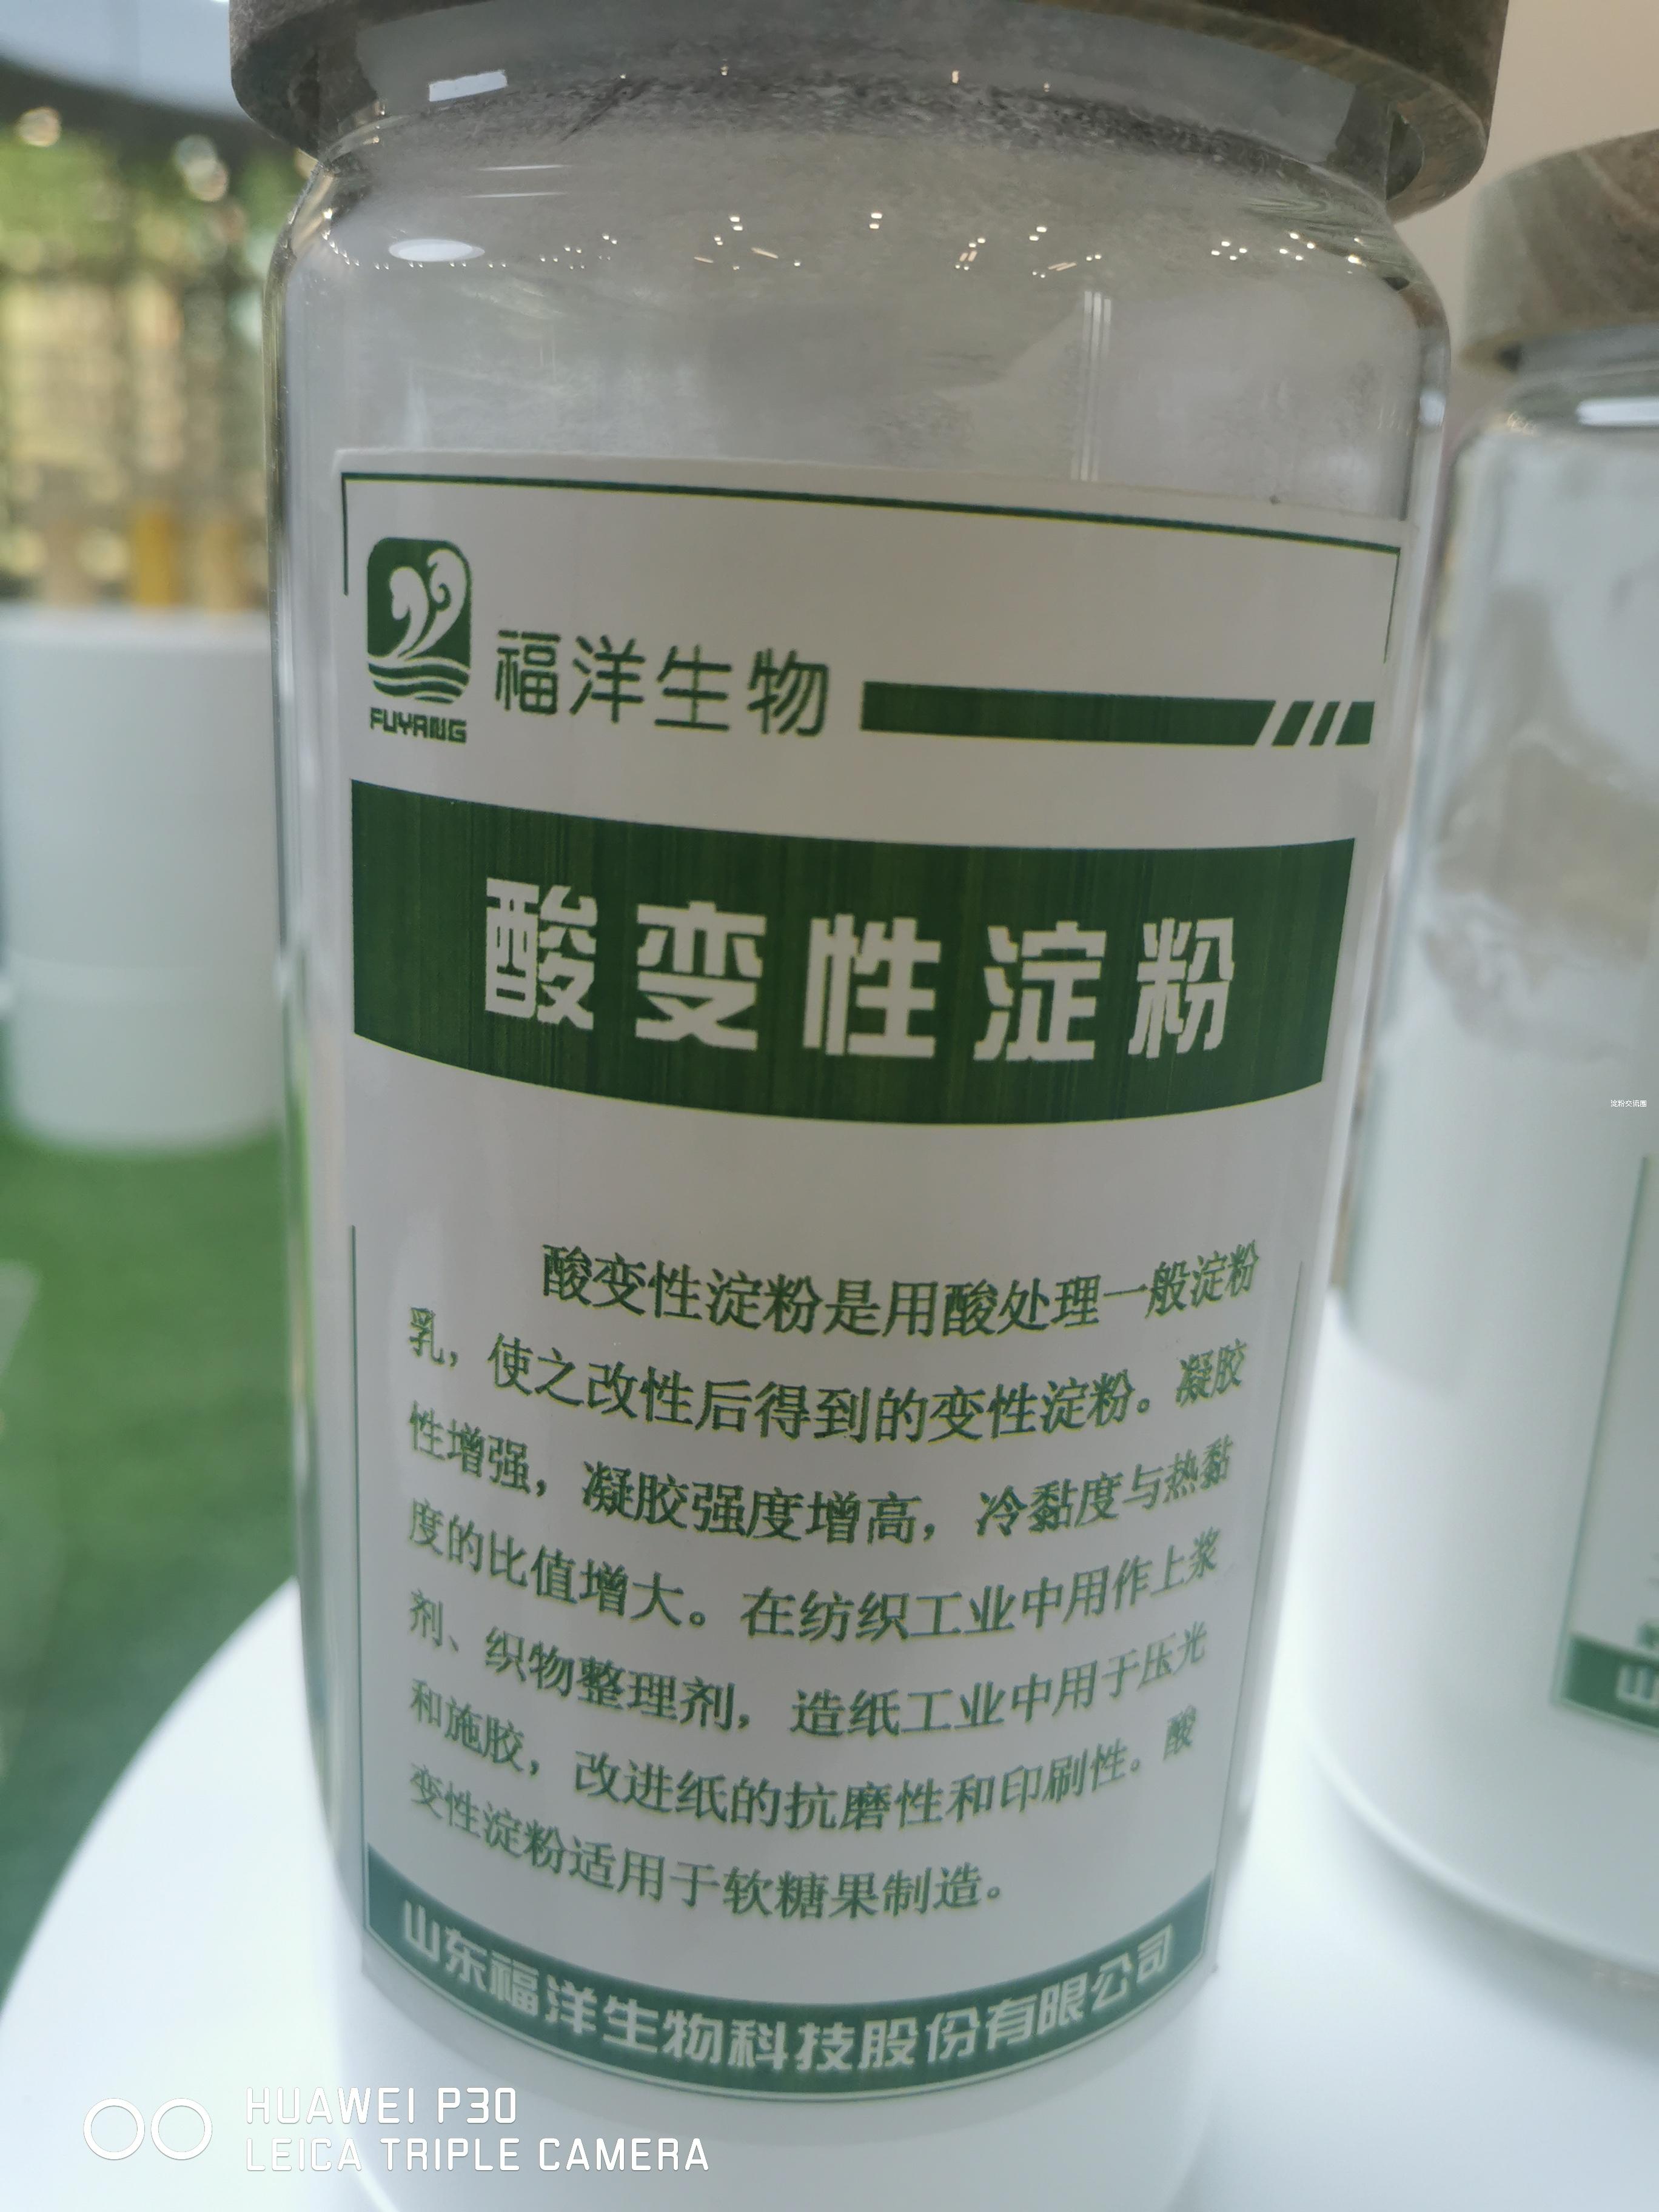 FUYANG
福洋生物
酸变性淀粉
酸变性淀粉是用酸处理一般淀粉
乳，使之改性后得到的变性淀粉。凝胶
性增强，凝胶强度增高，冷黏度与热黏
度的比值增大。在纺织工业中用作上浆
剂、织物整理剂，造纸工业中用于压光
和施胶，改进纸的抗磨性和印刷性。酸
变性淀粉适用于软糖果制造。
山东福洋生物科技股份有限公司
淀粉交流圈
山
HUAWEI P30
LEICA TRIPLE CAMERA